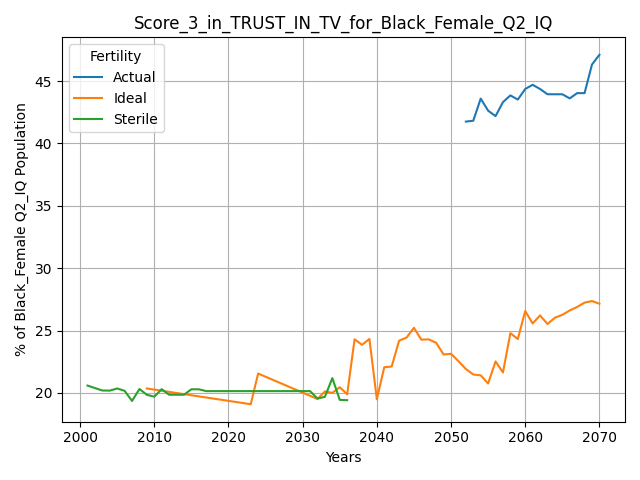 Score_3_in_TRUST_IN_TV_for_Black_Female_Q2_IQ
Fertility
Actual
Ideal
Sterile
% of Black_Female Q2_IQ Population
45
40
35
30
25
20
2000 2010 2020 2030 2040 2050 2060 2070
Years